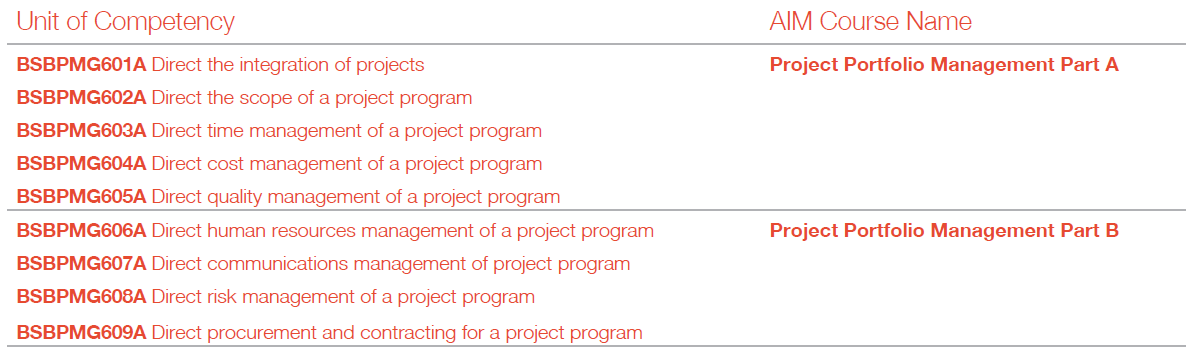 Unit of Competency AIM Course Name
BSBPMG601A Direct the integration of projects Project Portfolio Management Part A
BSBPMG602A Direct the scope of a project program
BSBPMG603A Direct time management of a project program
BSBPMG604A Direct cost management of a project program
BSBPMG605A Direct quality management of a project program
BSBPMG606A Direct human resources management of a project program Project Portfolio Management Part B
BSBPMG607A Direct communications management of project program
BSBPMG608A Direct risk management of a project program
BSBPMG609A Direct procurement and contracting for a project program